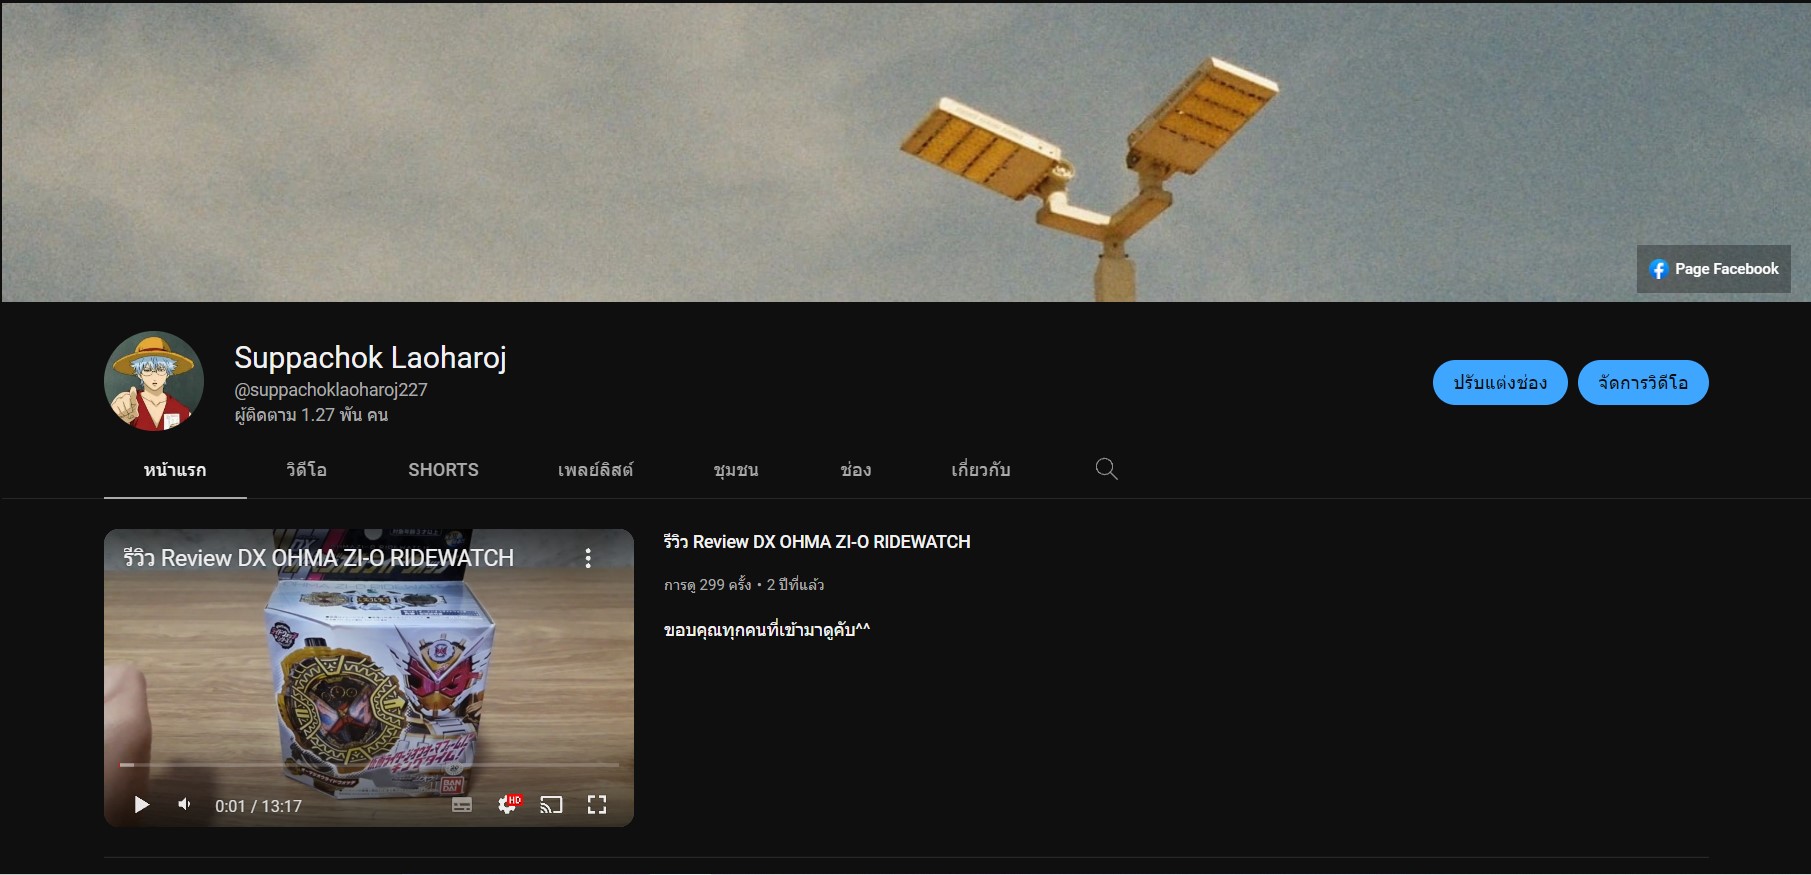 Page Facebook
Suppachok Laoharoj
@suppachoklaoharoj227
ผู้ติดตาม 1.27 พัน คน
ปรับแต่งช่อง
จัดการวิดีโอ
หน้าแรก
วิดีโอ
SHORTS
เพลย์ลิสต์
ชุมชน
ช่อง
เกี่ยวกับ
รีวิว Review DX OHMA ZI-O RIDEWATCH
BAN
DAI
0:01 / 13:17
HD
รีวิว Review DX OHMA ZI-O RIDEWATCH
การดู 299 ครั้ง • 2 ปีที่แล้ว
ขอบคุณทุกคนที่เข้ามาดูคับ^^